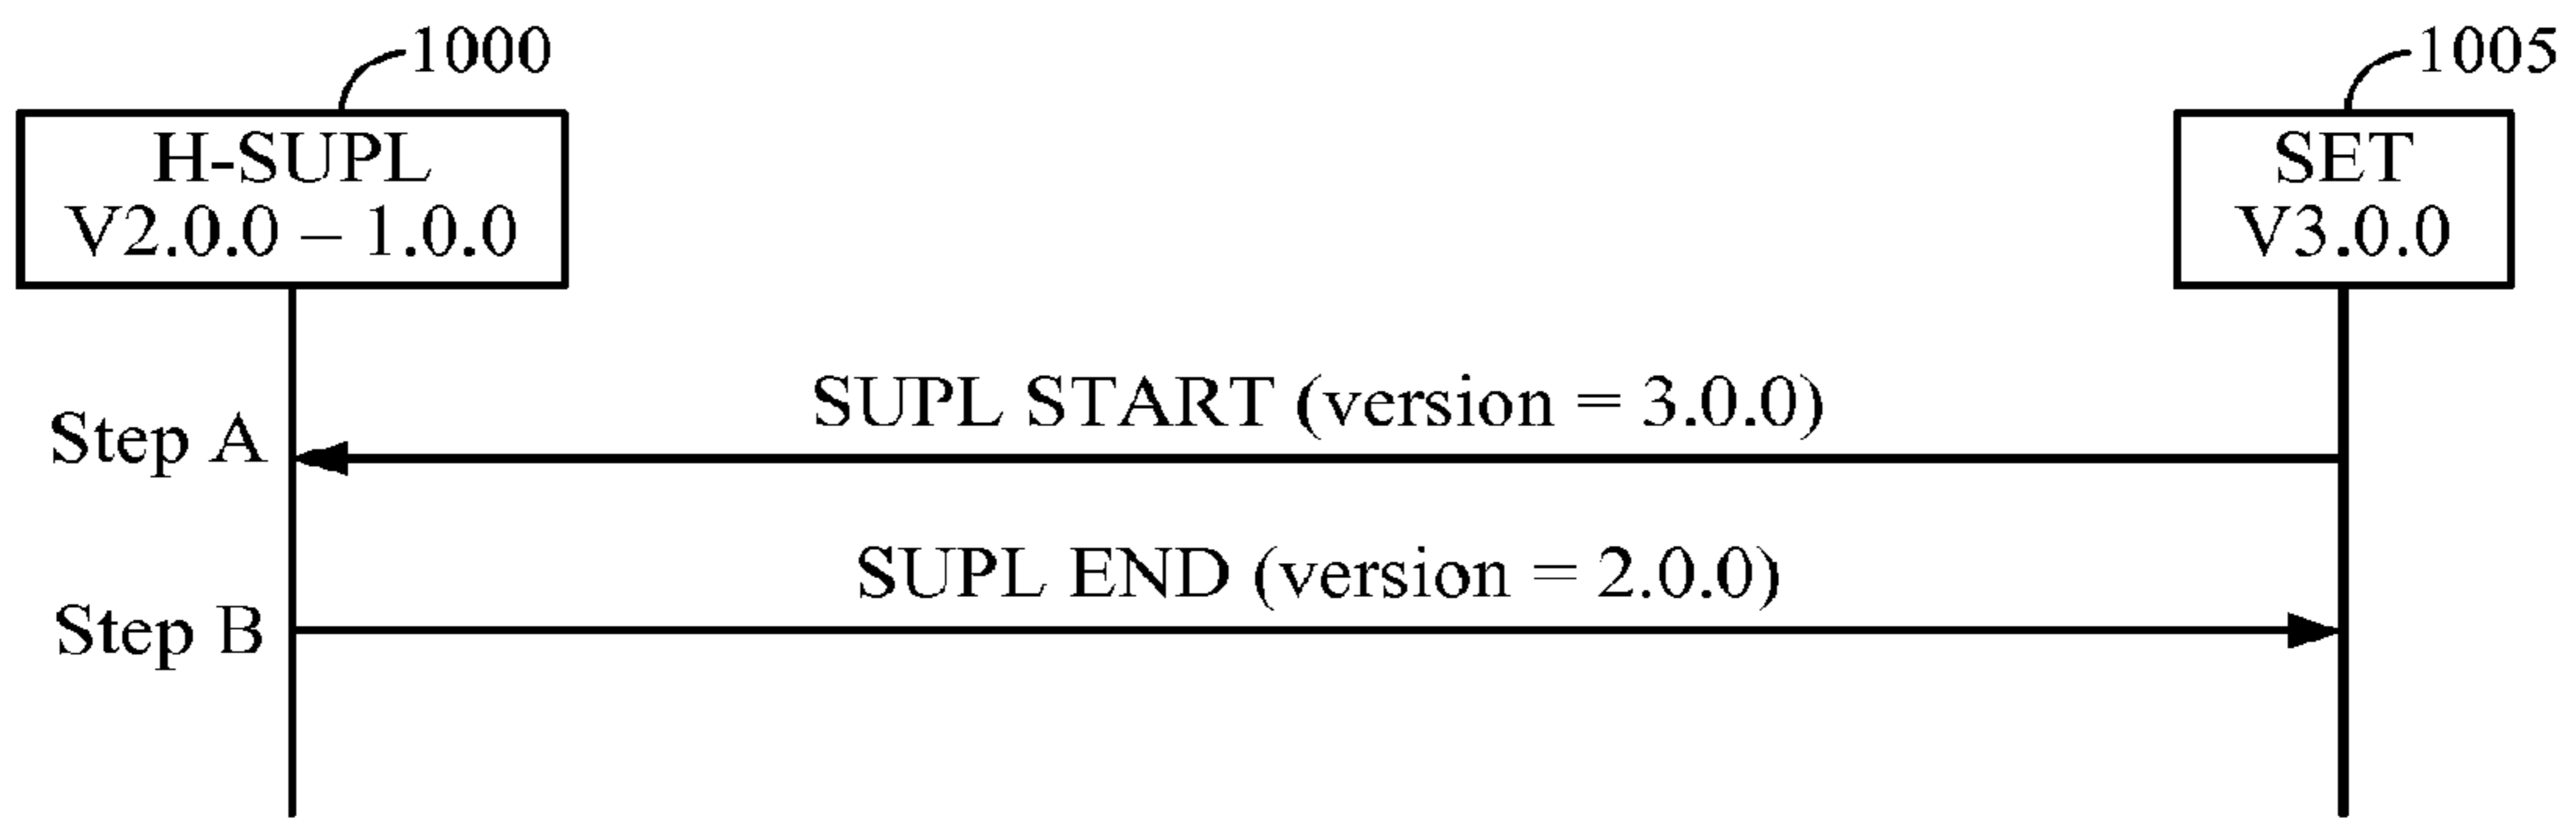 1000
1005
H-SUPL
V2.0.0 – 1.0.0
SET
V3.0.0
SUPL START (version = 3.0.0)
Step A
SUPL END (version = 2.0.0)
Step B